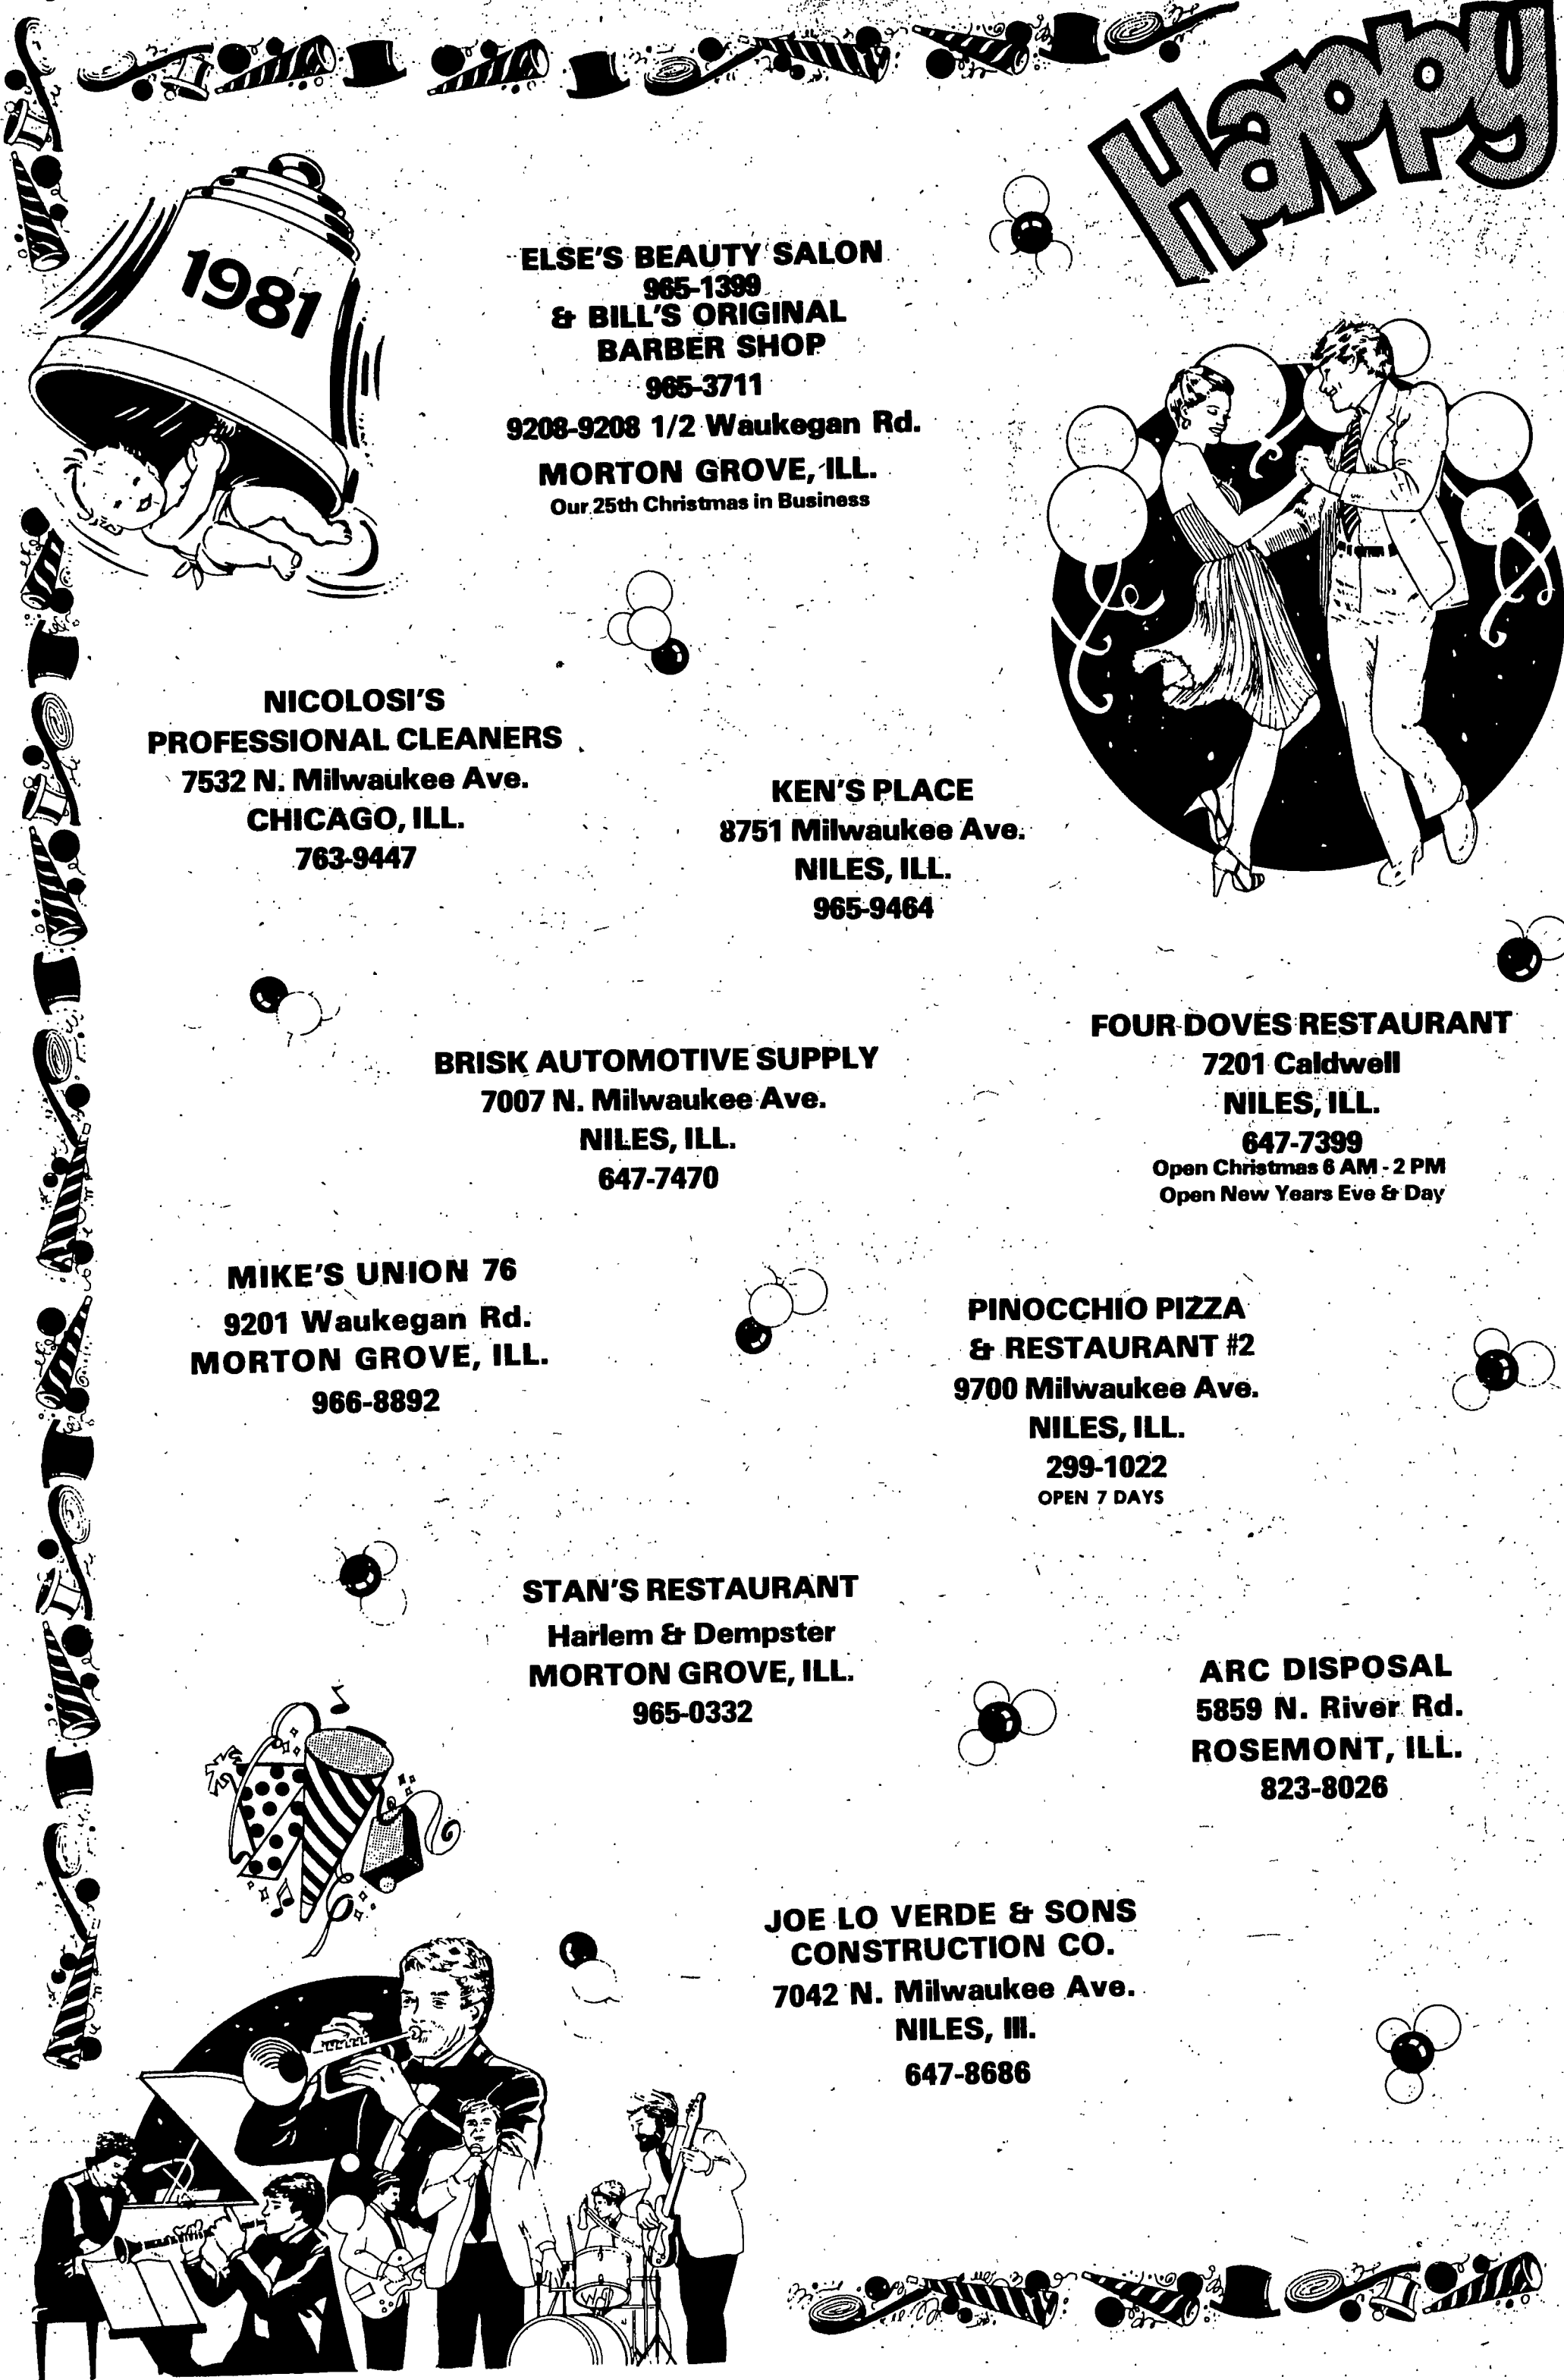 Happy
1981
ELSE'S BEAUTY SALON
965-1399
& BILL'S ORIGINAL
BARBER SHOP
965-3711
9208-9208 1/2 Waukegan Rd.
MORTON GROVE, ILL.
Our 25th Christmas in Business
NICOLOSI'S
PROFESSIONAL CLEANERS
7532 N. Milwaukee Ave.
CHICAGO, ILL.
763-9447
KEN'S PLACE
8751 Milwaukee Ave.
NILES, ILL.
965-9464
BRISK AUTOMOTIVE SUPPLY
7007 N. Milwaukee Ave.
NILES, ILL.
647-7470
FOUR DOVES RESTAURANT
7201 Caldwell
NILES, ILL.
647-7399
Open Christmas 6 AM - 2 PM
Open New Years Eve & Day
MIKE'S UNION 76
9201 Waukegan Rd.
MORTON GROVE, ILL.
966-8892
PINOCCHIO PIZZA
& RESTAURANT #2
9700 Milwaukee Ave.
NILES, ILL.
299-1022
OPEN 7 DAYS
STAN'S RESTAURANT
Harlem & Dempster
MORTON GROVE, ILL.
965-0332
ARC DISPOSAL
5859 N. River Rd.
ROSEMONT, ILL.
823-8026
JOE LO VERDE & SONS
CONSTRUCTION CO.
7042 N. Milwaukee Ave.
NILES, Ill.
647-8686